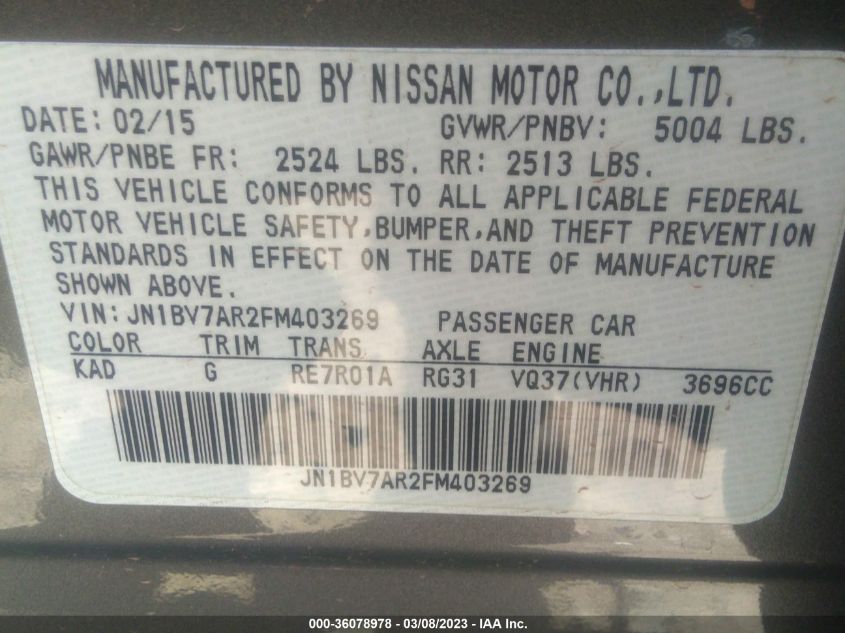 MANUFACTURED BY NISSAN MOTOR CO.,LTD.
DATE: 02/15 GVWR/PNBV: 5004 LBS.
GAWR/PNBE FR: 2524 LBS. RR: 2513 LBS.
THIS VEHICLE CONFORMS TO ALL APPLICABLE FEDERAL
MOTOR VEHICLE SAFETY,BUMPER,AND THEFT PREVENTION
STANDARDS IN EFFECT ON THE DATE OF MANUFACTURE
SHOWN ABOVE.
VIN: JN1BV7AR2FM403269 PASSENGER CAR
COLOR TRIM TRANS AXLE ENGINE
KAD G RE7R01A RG31 VQ37(VHR) 3696CC
JN1BV7AR2FM403269
000-36078978 - 03/08/2023 - IAA Inc.